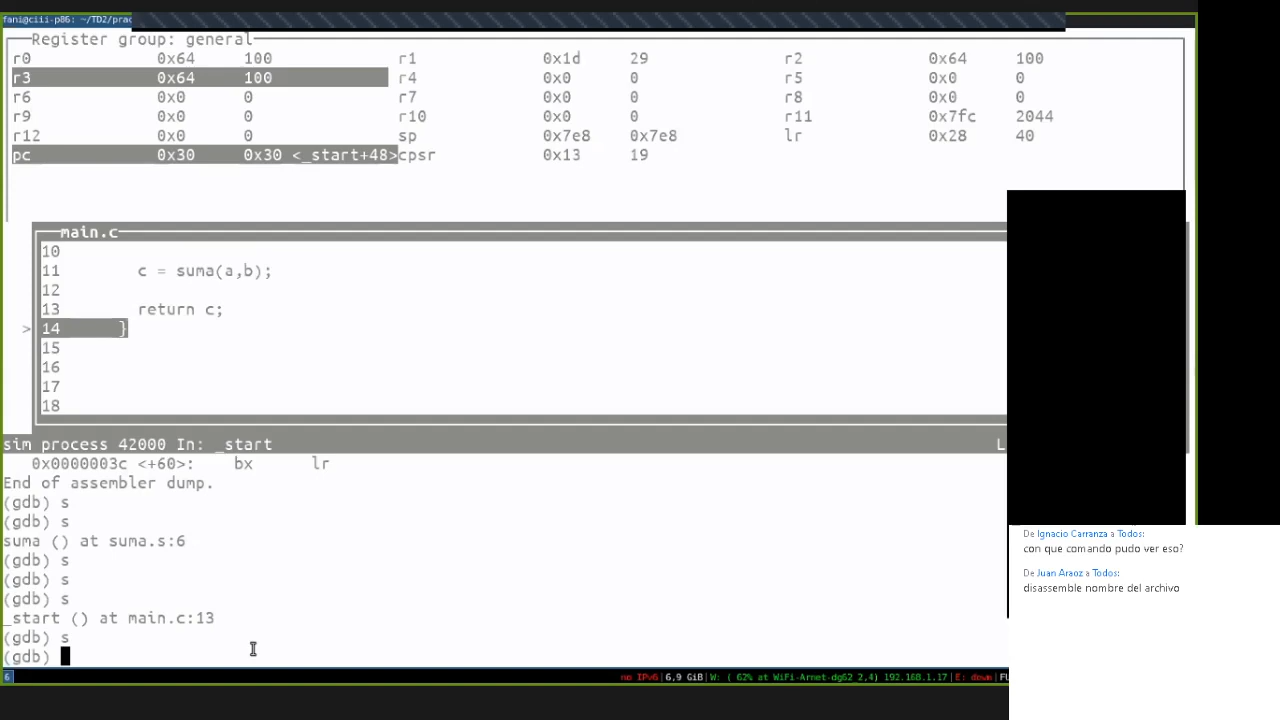 fani@ciii-p86: ~/TD2/prac
Register group: general
r0 0x64 100 r1 0x1d 29 r2 0x64 100
r3 0x64 100 r4 0x0 0 r5 0x0 0
r6 0x0 0 r7 0x0 0 r8 0x0 0
r9 0x0 0 r10 0x0 0 r11 0x7fc 2044
r12 0x0 0 sp 0x7e8 0x7e8 lr 0x28 40
pc 0x30 0x30 <_start+48> cpsr 0x13 19
main.c
10
11 c = suma(a,b);
12
13 return c;
> 14 }
15
16
17
18
sim process 42000 In: _start L
0x0000003c <+60>: bx lr
End of assembler dump.
(gdb) s
(gdb) s
suma () at suma.s:6
(gdb) s
(gdb) s
(gdb) s
_start () at main.c:13
(gdb) s
(gdb)
De Ignacio Carranza a Todos:
con que comando pudo ver eso?
De Juan Araoz a Todos:
disassemble nombre del archivo
6 no IPv6|6,9 GiB|W: ( 62% at WiFi-Arnet-dg62 2,4) 192.168.1.17|E: down|FU